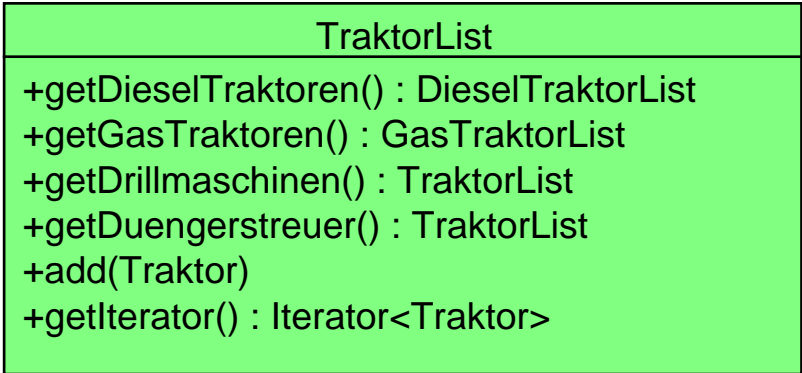 TraktorList
+getDieselTraktoren() : DieselTraktorList
+getGasTraktoren() : GasTraktorList
+getDrillmaschinen() : TraktorList
+getDuengerstreuer() : TraktorList
+add(Traktor)
+getIterator() : Iterator<Traktor>